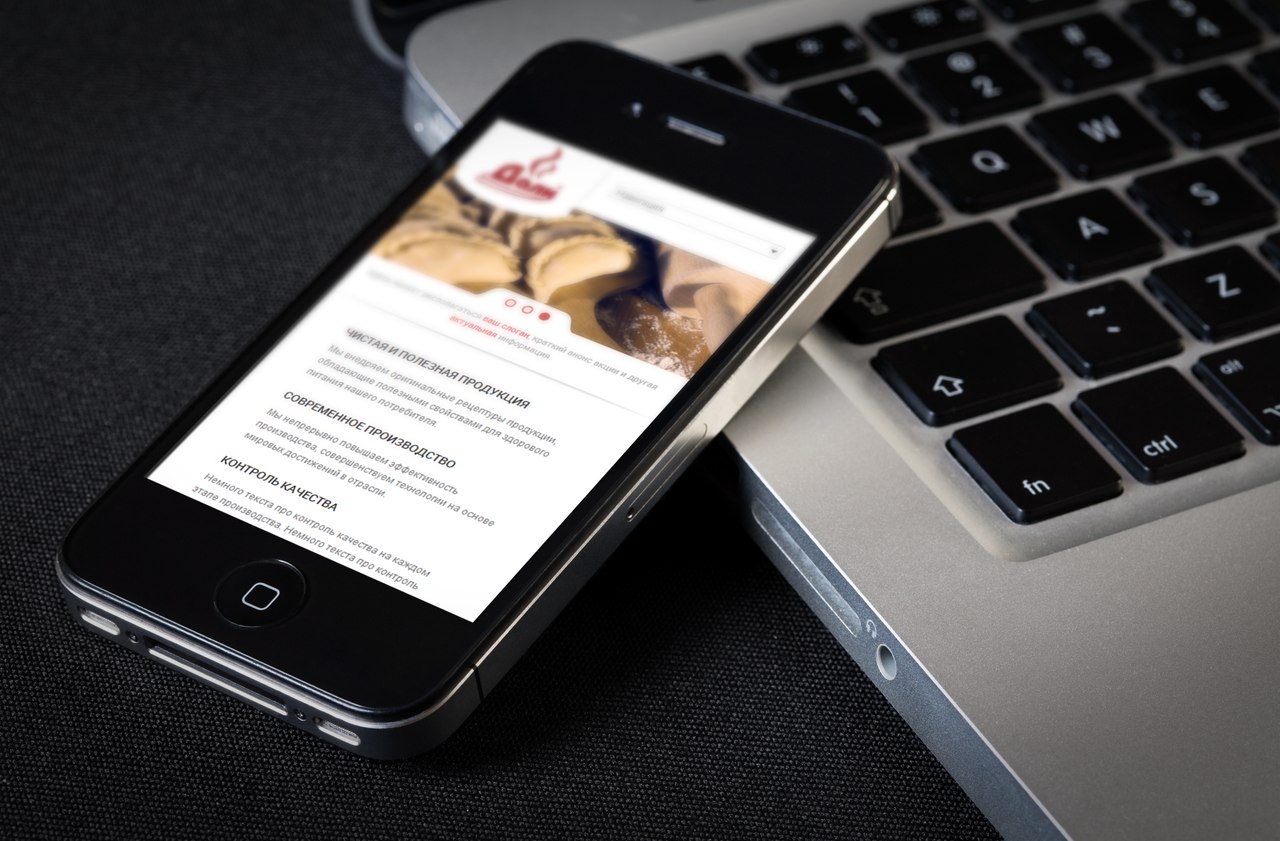 Дели
Навигация
ваш слоган, краткий анонс акции и другая
актуальная информация
ЧИСТАЯ И ПОЛЕЗНАЯ ПРОДУКЦИЯ
Мы внедряем оригинальные рецептуры продукции,
обладающие полезными свойствами для здорового
питания нашего потребителя.
СОВРЕМЕННОЕ ПРОИЗВОДСТВО
Мы непрерывно повышаем эффективность
производства, совершенствуем технологии на основе
мировых достижений в отрасли.
КОНТРОЛЬ КАЧЕСТВА
Немного текста про контроль качества на каждом
этапе производства. Немного текста про контроль
! 1
@ 2
3
4
Q
W
E
A
S
~ `
Z
fn
ctrl
alt